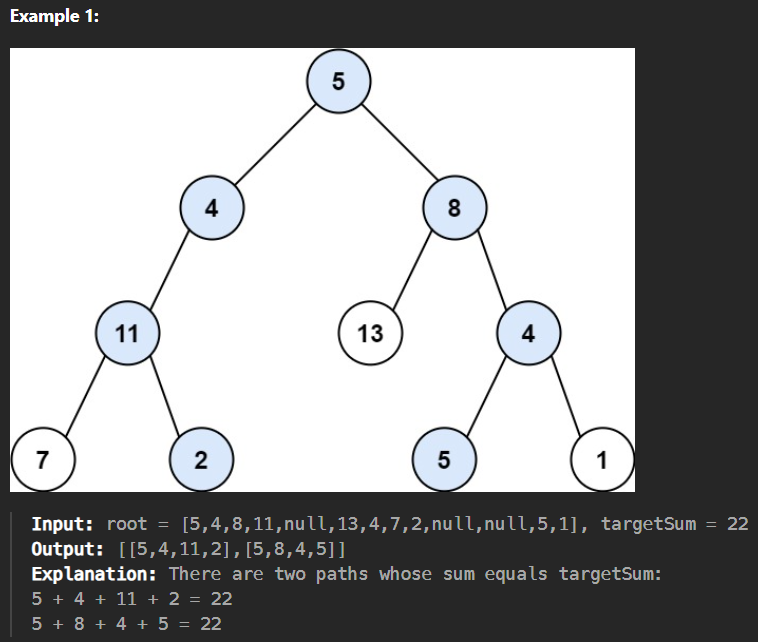 Example 1:
5
4 8
11 13 4
7 2 5 1
Input: root = [5,4,8,11,null,13,4,7,2,null,null,5,1], targetSum = 22
Output: [[5,4,11,2],[5,8,4,5]]
Explanation: There are two paths whose sum equals targetSum:
5 + 4 + 11 + 2 = 22
5 + 8 + 4 + 5 = 22